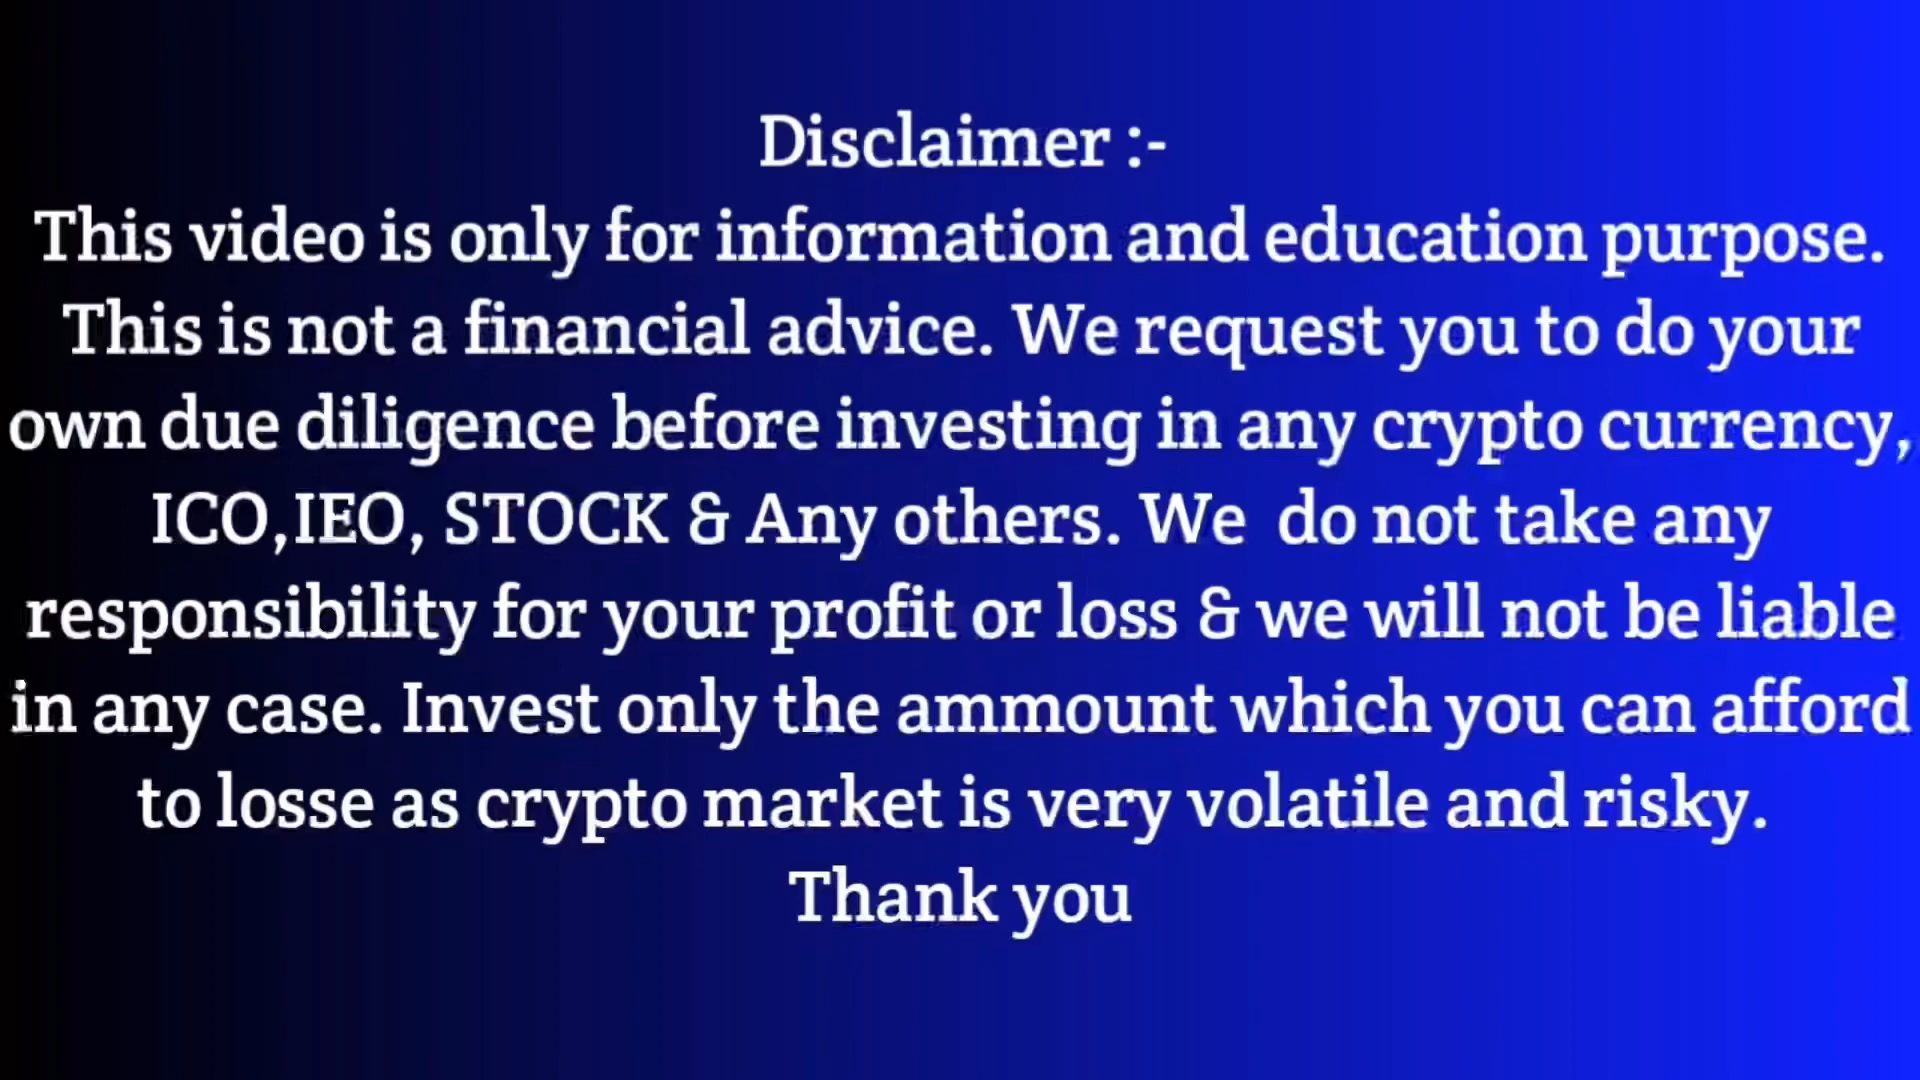 Disclaimer :-
This video is only for information and education purpose.
This is not a financial advice. We request you to do your
own due diligence before investing in any crypto currency,
ICO,IEO, STOCK & Any others. We  do not take any
responsibility for your profit or loss & we will not be liable
in any case. Invest only the ammount which you can afford
to losse as crypto market is very volatile and risky.
Thank you